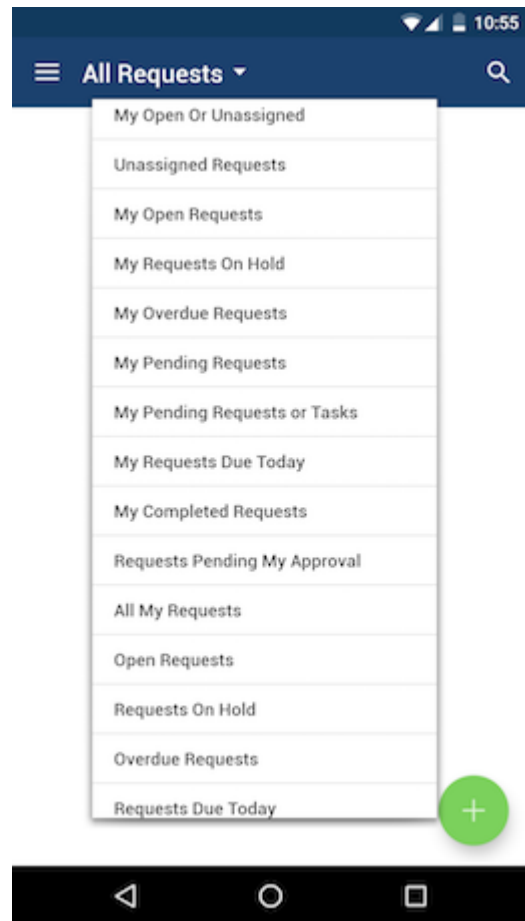 10:55
All Requests
My Open Or Unassigned
Unassigned Requests
My Open Requests
My Requests On Hold
My Overdue Requests
My Pending Requests
My Pending Requests or Tasks
My Requests Due Today
My Completed Requests
Requests Pending My Approval
All My Requests
Open Requests
Requests On Hold
Overdue Requests
Requests Due Today